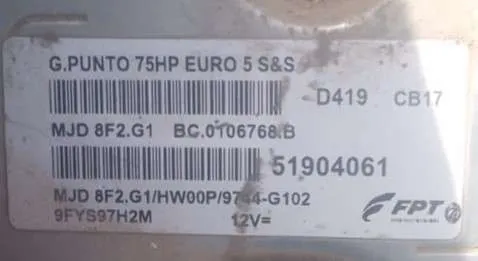 G.PUNTO 75HP EURO 5 S&S
D419 CB17
MJD 8F2.G1 BC.0106768.B
51904061
MJD 8F2.G1/HW00P/9744-G102
9FYS97H2M 12V=
FPT